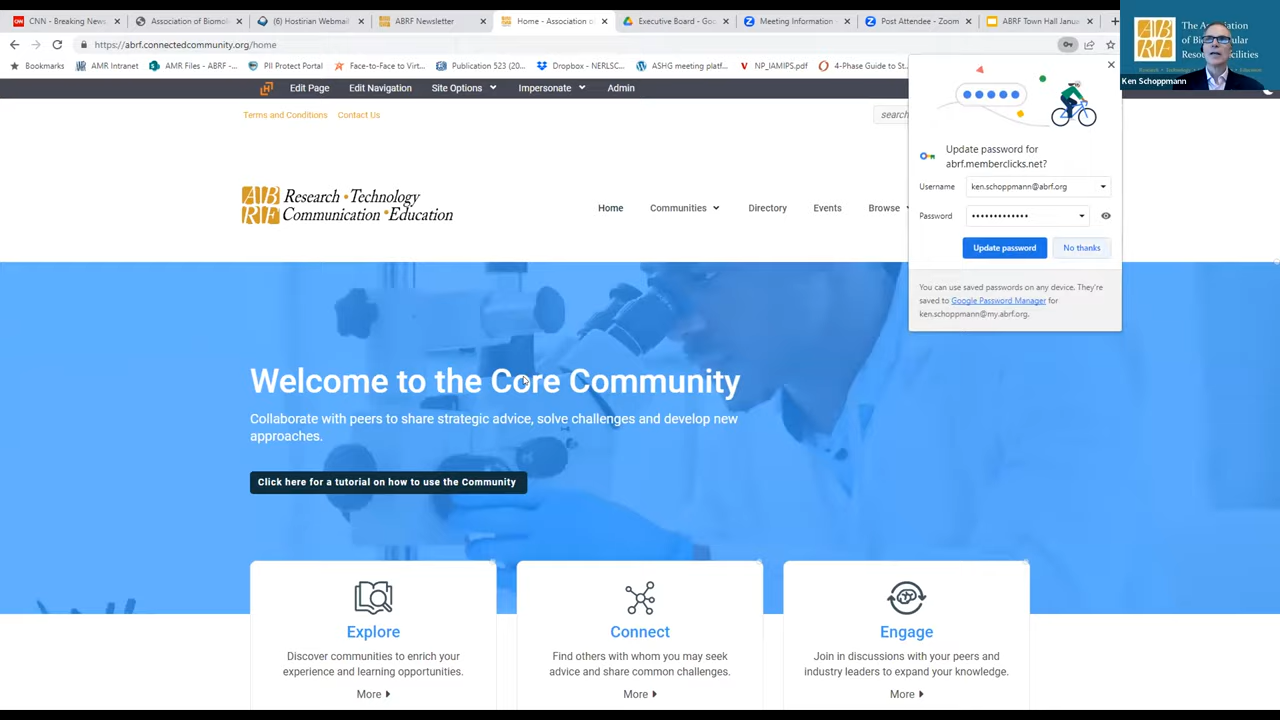 CNN - Breaking News,
Association of Biomole
(6) Hostirian Webmail
ABRF Newsletter
Home - Association o
Executive Board - Goo
Meeting Information -
Post Attendee - Zoom
ABRF Town Hall Janua
https://abrf.connectedcommunity.org/home
Bookmarks
AMR Intranet
AMR Files - ABRF -...
PII Protect Portal
Face-to-Face to Virt...
Publication 523 (20...
Dropbox - NERLSC...
ASHG meeting platf...
NP_IAMIPS.pdf
4-Phase Guide to St...
Edit Page
Edit Navigation
Site Options
Impersonate
Admin
Terms and Conditions
Contact Us
search
ABRF
Research • Technology
Communication • Education
Home
Communities
Directory
Events
Browse
Update password for
abrf.memberclicks.net?
Username
ken.schoppmann@abrf.org
Password
Update password
No thanks
You can use saved passwords on any device. They're
saved to Google Password Manager for
ken.schoppmann@my.abrf.org.
Welcome to the Core Community
Collaborate with peers to share strategic advice, solve challenges and develop new
approaches.
Click here for a tutorial on how to use the Community
Explore
Discover communities to enrich your
experience and learning opportunities.
More
Connect
Find others with whom you may seek
advice and share common challenges.
More
Engage
Join in discussions with your peers and
industry leaders to expand your knowledge.
More
ABRF
The Association
Ken Schoppmann